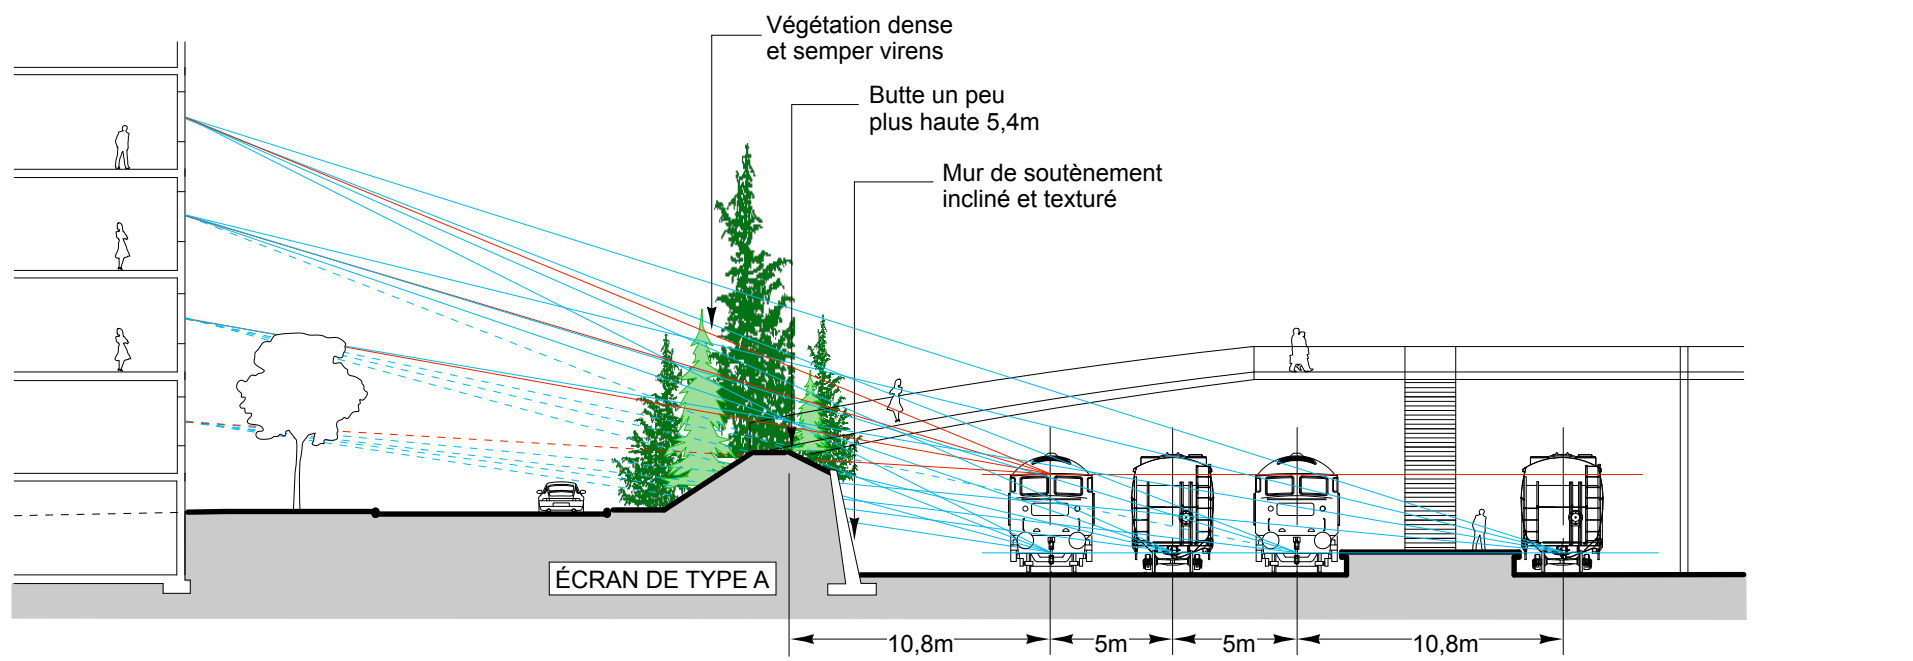 Végétation dense
et semper virens
Butte un peu
plus haute 5,4m
Mur de soutènement
incliné et texturé
ÉCRAN DE TYPE A
10,8m
5m
5m
10,8m